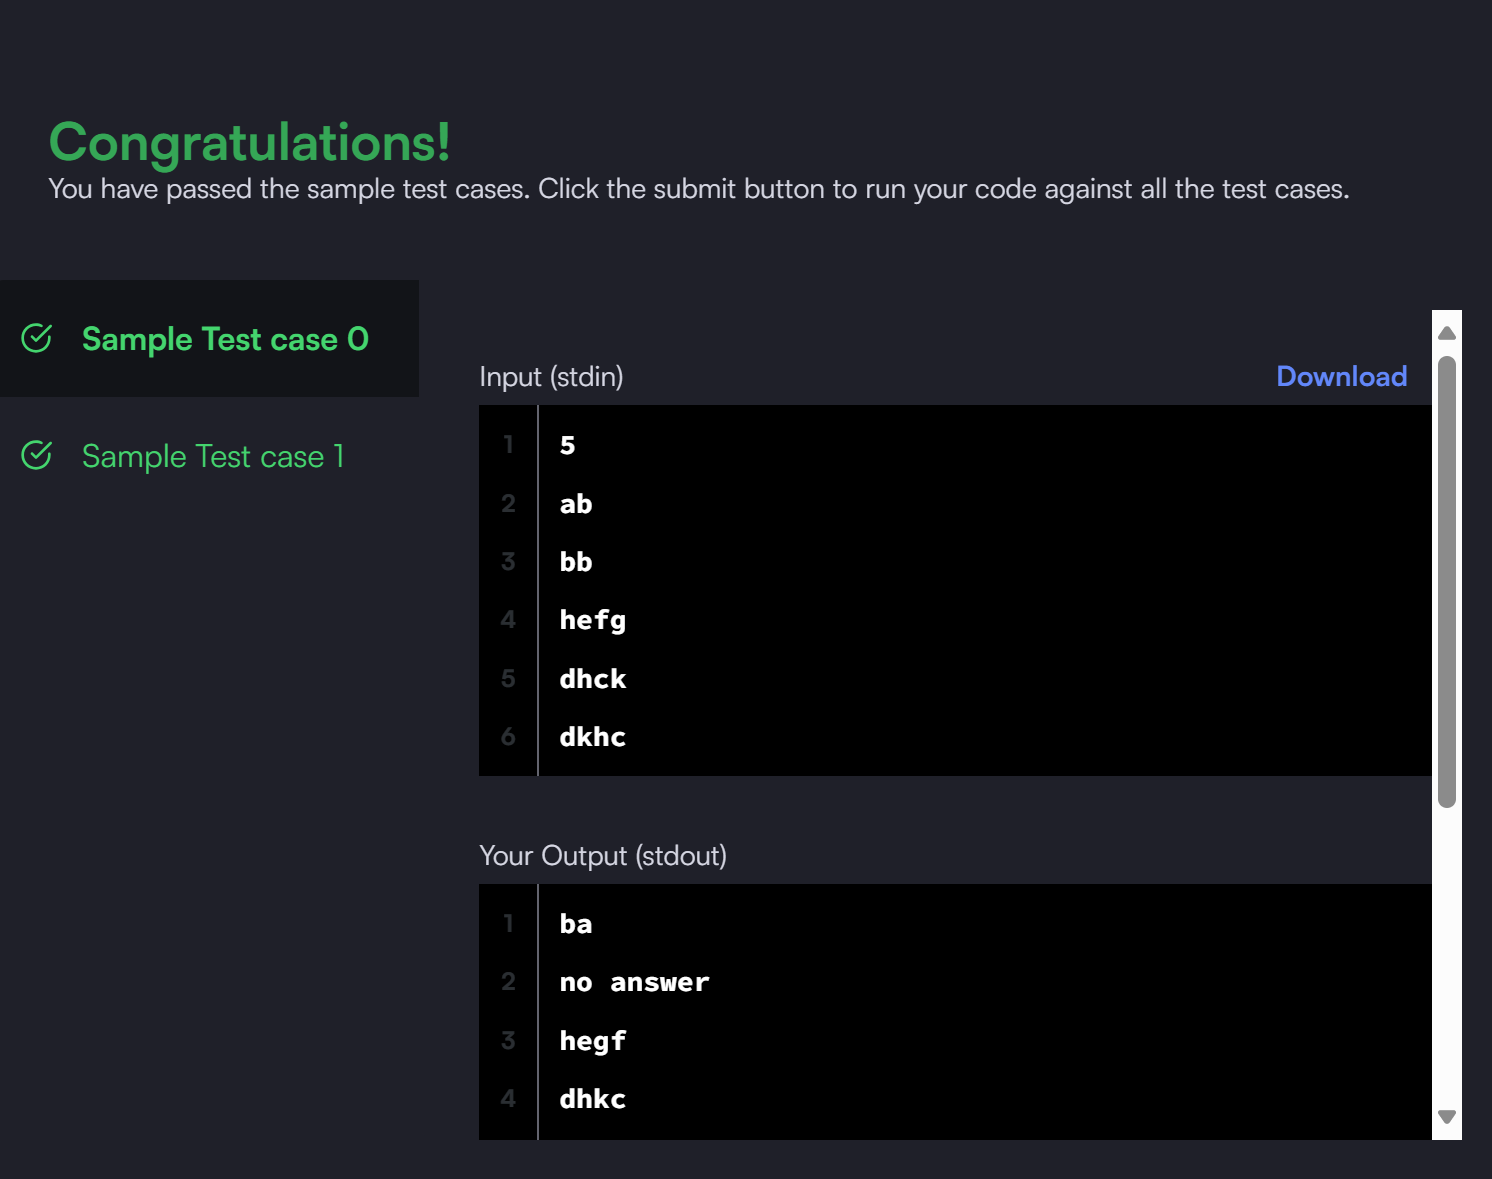 Congratulations!
You have passed the sample test cases. Click the submit button to run your code against all the test cases.
Sample Test case 0
Sample Test case 1
Input (stdin)
Download
1 5
2 ab
3 bb
4 hefg
5 dhck
6 dkhc
Your Output (stdout)
1 ba
2 no answer
3 hegf
4 dhkc